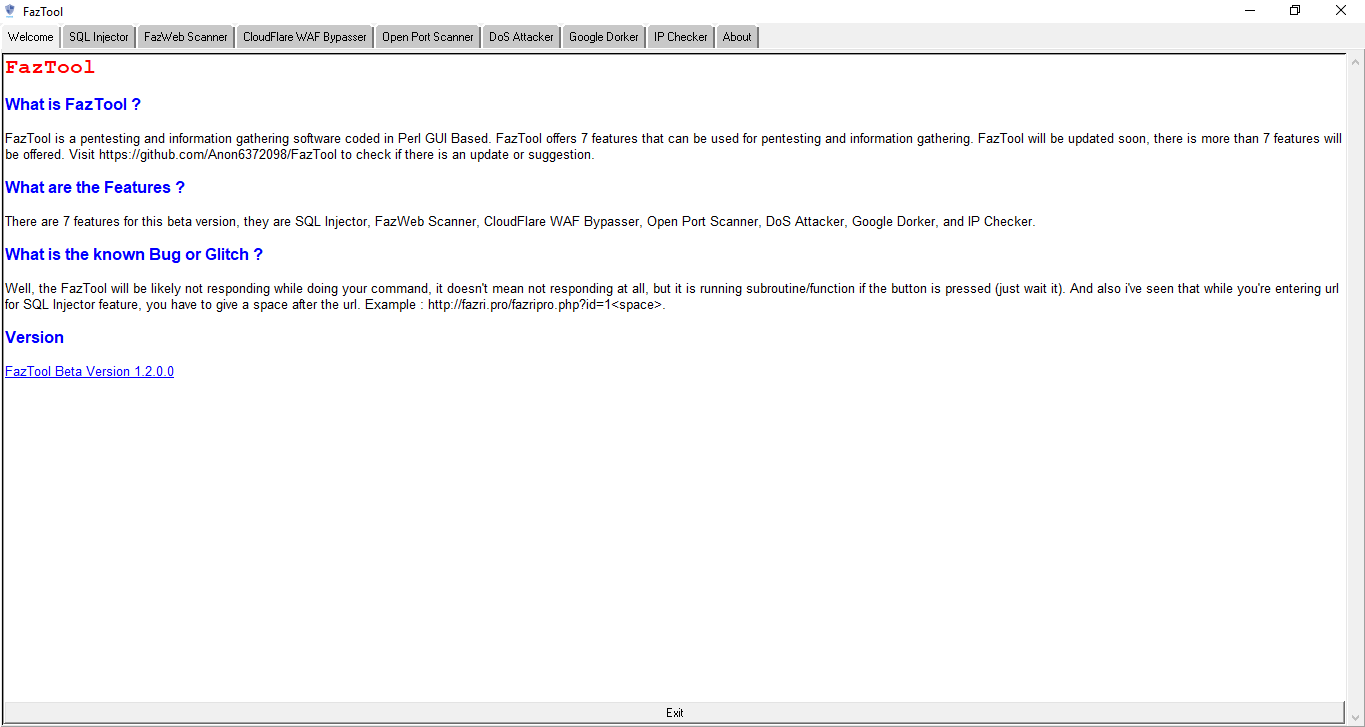 FazTool
Welcome SQL Injector FazWeb Scanner CloudFlare WAF Bypasser Open Port Scanner DoS Attacker Google Dorker IP Checker About
FazTool
What is FazTool ?
FazTool is a pentesting and information gathering software coded in Perl GUI Based. FazTool offers 7 features that can be used for pentesting and information gathering. FazTool will be updated soon, there is more than 7 features will
be offered. Visit https://github.com/Anon6372098/FazTool to check if there is an update or suggestion.
What are the Features ?
There are 7 features for this beta version, they are SQL Injector, FazWeb Scanner, CloudFlare WAF Bypasser, Open Port Scanner, DoS Attacker, Google Dorker, and IP Checker.
What is the known Bug or Glitch ?
Well, the FazTool will be likely not responding while doing your command, it doesn't mean not responding at all, but it is running subroutine/function if the button is pressed (just wait it). And also i've seen that while you're entering url
for SQL Injector feature, you have to give a space after the url. Example : http://fazri.pro/fazripro.php?id=1<space>.
Version
FazTool Beta Version 1.2.0.0
Exit